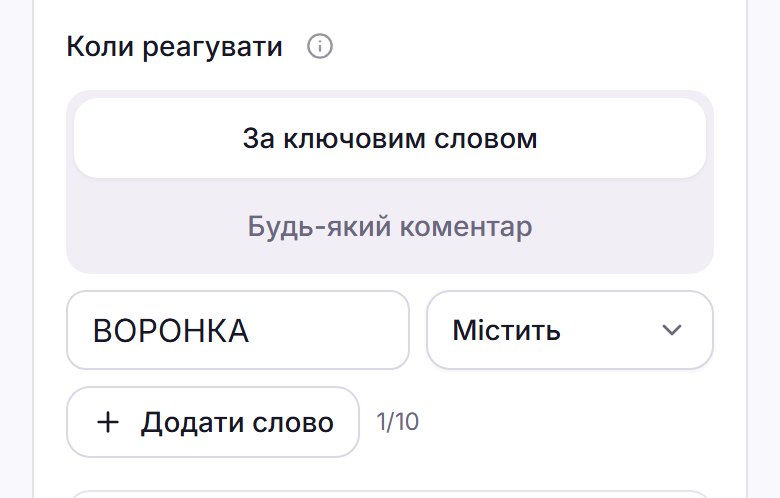 Коли реагувати
За ключовим словом
Будь-який коментар
ВОРОНКА
Містить
+ Додати слово 1/10